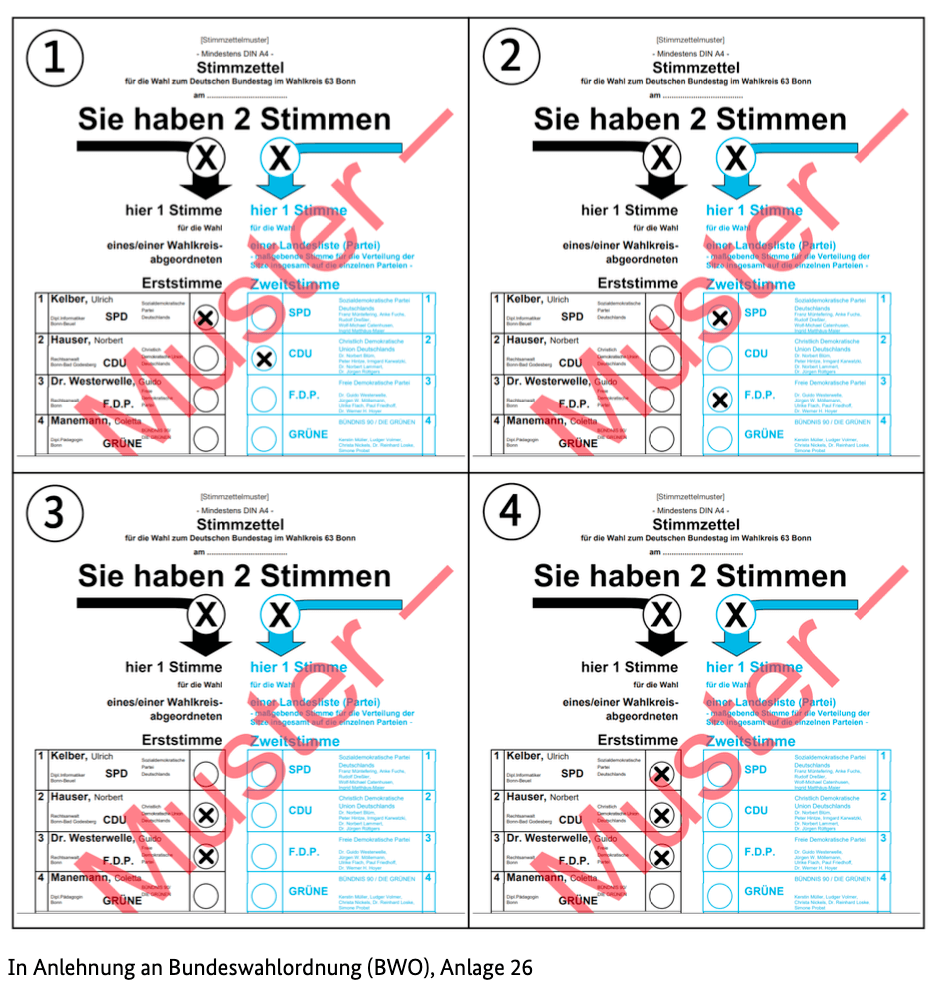 1
[Stimmzettelmuster]
- Mindestens DIN A4 -
Stimmzettel
für die Wahl zum Deutschen Bundestag im Wahlkreis 63 Bonn
am ....................................
Sie haben 2 Stimmen
X X
hier 1 Stimme
für die Wahl
eines/einer Wahlkreis-
abgeordneten
Erststimme
hier 1 Stimme
für die Wahl
einer Landesliste (Partei)
- maßgebende Stimme für die Verteilung der
Sitze insgesamt auf die einzelnen Parteien -
Zweitstimme
1 Kelber, Ulrich
Dipl.Informatiker
Bonn-Beuel
SPD
Sozialdemokratische
Partei
Deutschlands
X
SPD
Sozialdemokratische Partei
Deutschlands
Franz Müntefering, Anke Fuchs,
Rudolf Dreßler,
Wolf-Michael Catenhusen,
Ingrid Matthäus-Maier
1
2 Hauser, Norbert
Rechtsanwalt
Bonn-Bad Godesberg
CDU
Christlich
Demokratische Union
Deutschlands
X
CDU
Christlich Demokratische
Union Deutschlands
Dr. Norbert Blüm,
Peter Hintze, Irmgard Karwatzki,
Dr. Norbert Lammert,
Dr. Jürgen Rüttgers
2
3 Dr. Westerwelle, Guido
Rechtsanwalt
Bonn
F.D.P.
Freie
Demokratische
Partei
F.D.P.
Freie Demokratische Partei
Dr. Guido Westerwelle,
Jürgen W. Möllemann,
Ulrike Flach, Paul Friedhoff,
Dr. Werner H. Hoyer
3
4 Manemann, Coletta
Dipl.Pädagogin
Bonn
GRÜNE
BÜNDNIS 90/
DIE GRÜNEN
GRÜNE
BÜNDNIS 90 / DIE GRÜNEN
Kerstin Müller, Ludger Volmer,
Christa Nickels, Dr. Reinhard Loske,
Simone Probst
4
Muster –
2
[Stimmzettelmuster]
- Mindestens DIN A4 -
Stimmzettel
für die Wahl zum Deutschen Bundestag im Wahlkreis 63 Bonn
am ....................................
Sie haben 2 Stimmen
X X
hier 1 Stimme
für die Wahl
eines/einer Wahlkreis-
abgeordneten
Erststimme
hier 1 Stimme
für die Wahl
einer Landesliste (Partei)
- maßgebende Stimme für die Verteilung der
Sitze insgesamt auf die einzelnen Parteien -
Zweitstimme
1 Kelber, Ulrich
Dipl.Informatiker
Bonn-Beuel
SPD
Sozialdemokratische
Partei
Deutschlands
X
SPD
Sozialdemokratische Partei
Deutschlands
Franz Müntefering, Anke Fuchs,
Rudolf Dreßler,
Wolf-Michael Catenhusen,
Ingrid Matthäus-Maier
1
2 Hauser, Norbert
Rechtsanwalt
Bonn-Bad Godesberg
CDU
Christlich
Demokratische Union
Deutschlands
CDU
Christlich Demokratische
Union Deutschlands
Dr. Norbert Blüm,
Peter Hintze, Irmgard Karwatzki,
Dr. Norbert Lammert,
Dr. Jürgen Rüttgers
2
3 Dr. Westerwelle, Guido
Rechtsanwalt
Bonn
F.D.P.
Freie
Demokratische
Partei
X
F.D.P.
Freie Demokratische Partei
Dr. Guido Westerwelle,
Jürgen W. Möllemann,
Ulrike Flach, Paul Friedhoff,
Dr. Werner H. Hoyer
3
4 Manemann, Coletta
Dipl.Pädagogin
Bonn
GRÜNE
BÜNDNIS 90/
DIE GRÜNEN
GRÜNE
BÜNDNIS 90 / DIE GRÜNEN
Kerstin Müller, Ludger Volmer,
Christa Nickels, Dr. Reinhard Loske,
Simone Probst
4
Muster –
3
[Stimmzettelmuster]
- Mindestens DIN A4 -
Stimmzettel
für die Wahl zum Deutschen Bundestag im Wahlkreis 63 Bonn
am ....................................
Sie haben 2 Stimmen
X X
hier 1 Stimme
für die Wahl
eines/einer Wahlkreis-
abgeordneten
Erststimme
hier 1 Stimme
für die Wahl
einer Landesliste (Partei)
- maßgebende Stimme für die Verteilung der
Sitze insgesamt auf die einzelnen Parteien -
Zweitstimme
1 Kelber, Ulrich
Dipl.Informatiker
Bonn-Beuel
SPD
Sozialdemokratische
Partei
Deutschlands
SPD
Sozialdemokratische Partei
Deutschlands
Franz Müntefering, Anke Fuchs,
Rudolf Dreßler,
Wolf-Michael Catenhusen,
Ingrid Matthäus-Maier
1
2 Hauser, Norbert
Rechtsanwalt
Bonn-Bad Godesberg
CDU
Christlich
Demokratische Union
Deutschlands
X
CDU
Christlich Demokratische
Union Deutschlands
Dr. Norbert Blüm,
Peter Hintze, Irmgard Karwatzki,
Dr. Norbert Lammert,
Dr. Jürgen Rüttgers
2
3 Dr. Westerwelle, Guido
Rechtsanwalt
Bonn
F.D.P.
Freie
Demokratische
Partei
X
F.D.P.
Freie Demokratische Partei
Dr. Guido Westerwelle,
Jürgen W. Möllemann,
Ulrike Flach, Paul Friedhoff,
Dr. Werner H. Hoyer
3
4 Manemann, Coletta
Dipl.Pädagogin
Bonn
GRÜNE
BÜNDNIS 90/
DIE GRÜNEN
GRÜNE
BÜNDNIS 90 / DIE GRÜNEN
Kerstin Müller, Ludger Volmer,
Christa Nickels, Dr. Reinhard Loske,
Simone Probst
4
Muster –
4
[Stimmzettelmuster]
- Mindestens DIN A4 -
Stimmzettel
für die Wahl zum Deutschen Bundestag im Wahlkreis 63 Bonn
am ....................................
Sie haben 2 Stimmen
X X
hier 1 Stimme
für die Wahl
eines/einer Wahlkreis-
abgeordneten
Erststimme
hier 1 Stimme
für die Wahl
einer Landesliste (Partei)
- maßgebende Stimme für die Verteilung der
Sitze insgesamt auf die einzelnen Parteien -
Zweitstimme
1 Kelber, Ulrich
Dipl.Informatiker
Bonn-Beuel
SPD
Sozialdemokratische
Partei
Deutschlands
X
SPD
Sozialdemokratische Partei
Deutschlands
Franz Müntefering, Anke Fuchs,
Rudolf Dreßler,
Wolf-Michael Catenhusen,
Ingrid Matthäus-Maier
1
2 Hauser, Norbert
Rechtsanwalt
Bonn-Bad Godesberg
CDU
Christlich
Demokratische Union
Deutschlands
X
CDU
Christlich Demokratische
Union Deutschlands
Dr. Norbert Blüm,
Peter Hintze, Irmgard Karwatzki,
Dr. Norbert Lammert,
Dr. Jürgen Rüttgers
2
3 Dr. Westerwelle, Guido
Rechtsanwalt
Bonn
F.D.P.
Freie
Demokratische
Partei
X
F.D.P.
Freie Demokratische Partei
Dr. Guido Westerwelle,
Jürgen W. Möllemann,
Ulrike Flach, Paul Friedhoff,
Dr. Werner H. Hoyer
3
4 Manemann, Coletta
Dipl.Pädagogin
Bonn
GRÜNE
BÜNDNIS 90/
DIE GRÜNEN
GRÜNE
BÜNDNIS 90 / DIE GRÜNEN
Kerstin Müller, Ludger Volmer,
Christa Nickels, Dr. Reinhard Loske,
Simone Probst
4
Muster –
In Anlehnung an Bundeswahlordnung (BWO), Anlage 26